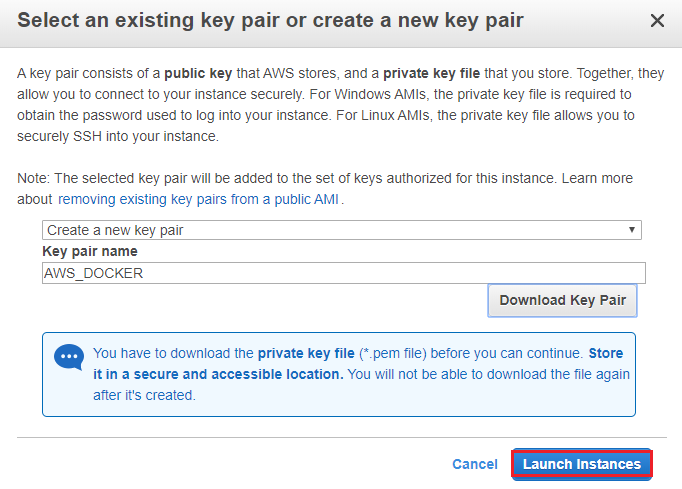 Select an existing key pair or create a new key pair
A key pair consists of a public key that AWS stores, and a private key file that you store. Together, they
allow you to connect to your instance securely. For Windows AMIs, the private key file is required to
obtain the password used to log into your instance. For Linux AMIs, the private key file allows you to
securely SSH into your instance.
Note: The selected key pair will be added to the set of keys authorized for this instance. Learn more
about removing existing key pairs from a public AMI.
Create a new key pair
Key pair name
AWS_DOCKER
Download Key Pair
You have to download the private key file (*.pem file) before you can continue. Store
it in a secure and accessible location. You will not be able to download the file again
after it's created.
Cancel Launch Instances